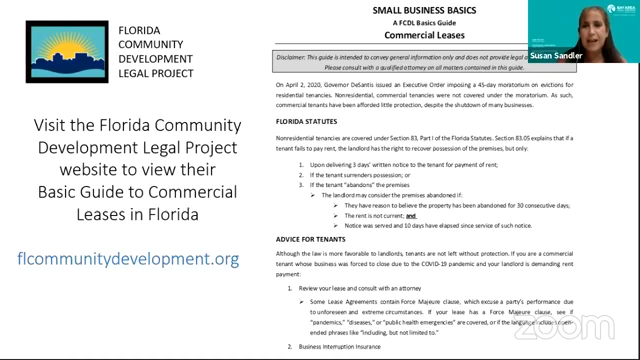 FLORIDA
COMMUNITY
DEVELOPMENT
LEGAL PROJECT
Visit the Florida Community
Development Legal Project
website to view their
Basic Guide to Commercial
Leases in Florida
flcommunitydevelopment.org
SMALL BUSINESS BASICS
A FCDL Basics Guide
Commercial Leases
Disclaimer: This guide is intended to convey general information only and does not provide legal
Please consult with a qualified attorney on all matters contained in this guide.
On April 2, 2020, Governor DeSantis issued an Executive Order imposing a 45-day moratorium on evictions for
residential tenancies. Nonresidential, commercial tenancies were not covered under the moratorium. As such,
commercial tenants have been afforded little protection, despite the shutdown of many businesses.
FLORIDA STATUTES
Nonresidential tenancies are covered under Section 83, Part I of the Florida Statutes. Section 83.05 explains that if a
tenant fails to pay rent, the landlord has the right to recover possession of the premises, but only:
1. Upon delivering 3 days' written notice to the tenant for payment of rent;
2. If the tenant surrenders possession; or
3. If the tenant "abandons" the premises
The landlord may consider the premises abandoned if:
They have reason to believe the property has been abandoned for 30 consecutive days;
The rent is not current; and
Notice was served and 10 days have elapsed since service of such notice.
ADVICE FOR TENANTS
Although the law is more favorable to landlords, tenants are not left without protection. If you are a commercial
tenant whose business was forced to close due to the COVID-19 pandemic and your landlord is demanding rent
payment:
1. Review your lease and consult with an attorney
Some Lease Agreements contain Force Majeure clause, which excuse a party's performance due
to unforeseen and extreme circumstances. If your lease has a Force Majeure clause, see if
"pandemics," "diseases," or "public health emergencies" are covered, or if the language includes open-
ended phrases like "including, but not limited to."
2. Business Interruption Insurance
BAY AREA
Susan Sandler
zoom